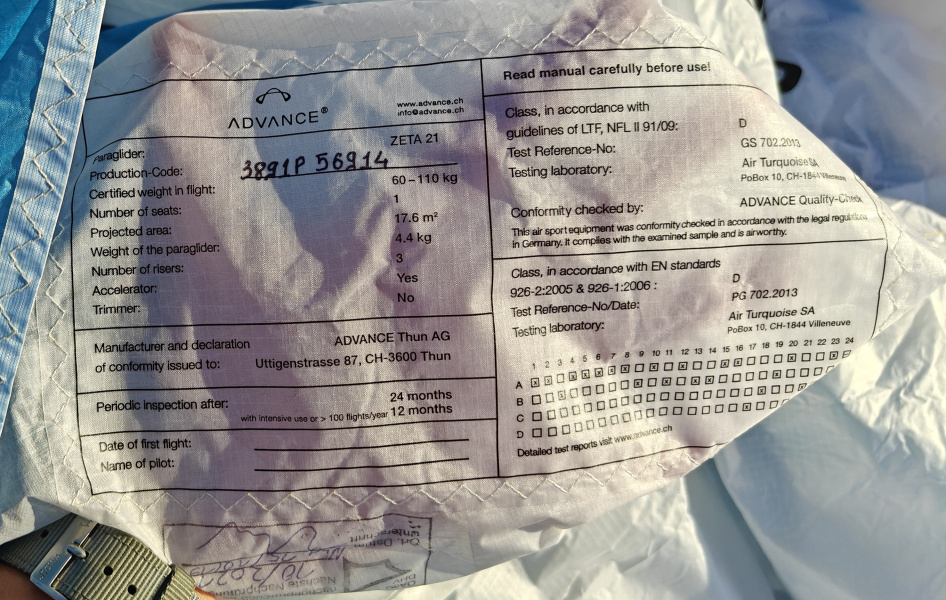 ADVANCE®
www.advance.ch
info@advance.ch
Paraglider: ZETA 21
Production-Code: 3891P 56914
Certified weight in flight: 60–110 kg
Number of seats: 1
Projected area: 17.6 m²
Weight of the paraglider: 4.4 kg
Number of risers: 3
Accelerator: Yes
Trimmer: No
Manufacturer and declaration ADVANCE Thun AG
of conformity issued to: Uttigenstrasse 87, CH-3600 Thun
Periodic inspection after: 24 months
with intensive use or > 100 flights/year 12 months
Date of first flight:
Name of pilot:
Read manual carefully before use!
Class, in accordance with
guidelines of LTF, NFL II 91/09: D
Test Reference-No: GS 702.2013
Testing laboratory: Air Turquoise SA
PoBox 10, CH-1844 Villeneuve
Conformity checked by: ADVANCE Quality-Check
This air sport equipment was conformity checked in accordance with the legal regulations
in Germany. It complies with the examined sample and is airworthy.
Class, in accordance with EN standards
926-2:2005 & 926-1:2006 : D
Test Reference-No/Date: PG 702.2013
Testing laboratory: Air Turquoise SA
PoBox 10, CH-1844 Villeneuve
1 2 3 4 5 6 7 8 9 10 11 12 13 14 15 16 17 18 19 20 21 22 23 24
A
B
C
D
Detailed test reports visit www.advance.ch
Ort, Datum
Unterschrift
Nächste Nachprüfung
DHV